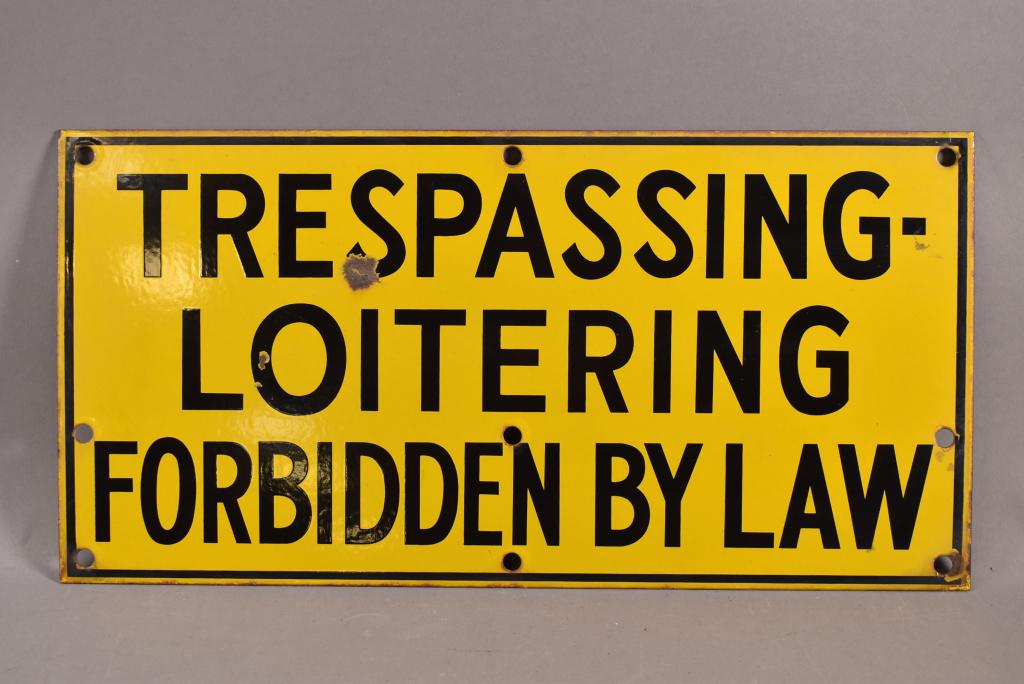 TRESPASSING-
LOITERING
FORBIDDEN BY LAW